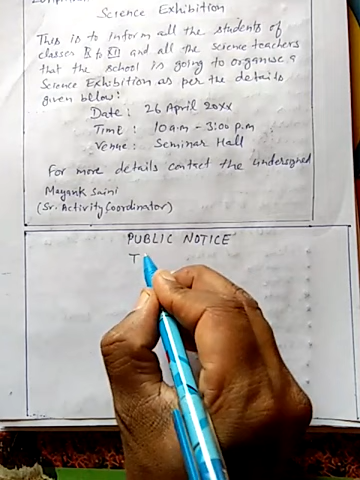 Science Exhibition
This is to Inform all the students of
classes IX to XII and all the science teachers
that the school is going to organise a
Science Exhibition as per the details
given below:
Date : 26 April 20XX
Time : 10 a.m - 3:00 p.m
Venue : Seminar Hall
For more details contact the undersigned
Mayank Saini
(Sr. Activity Coordinator)
PUBLIC NOTICE
T